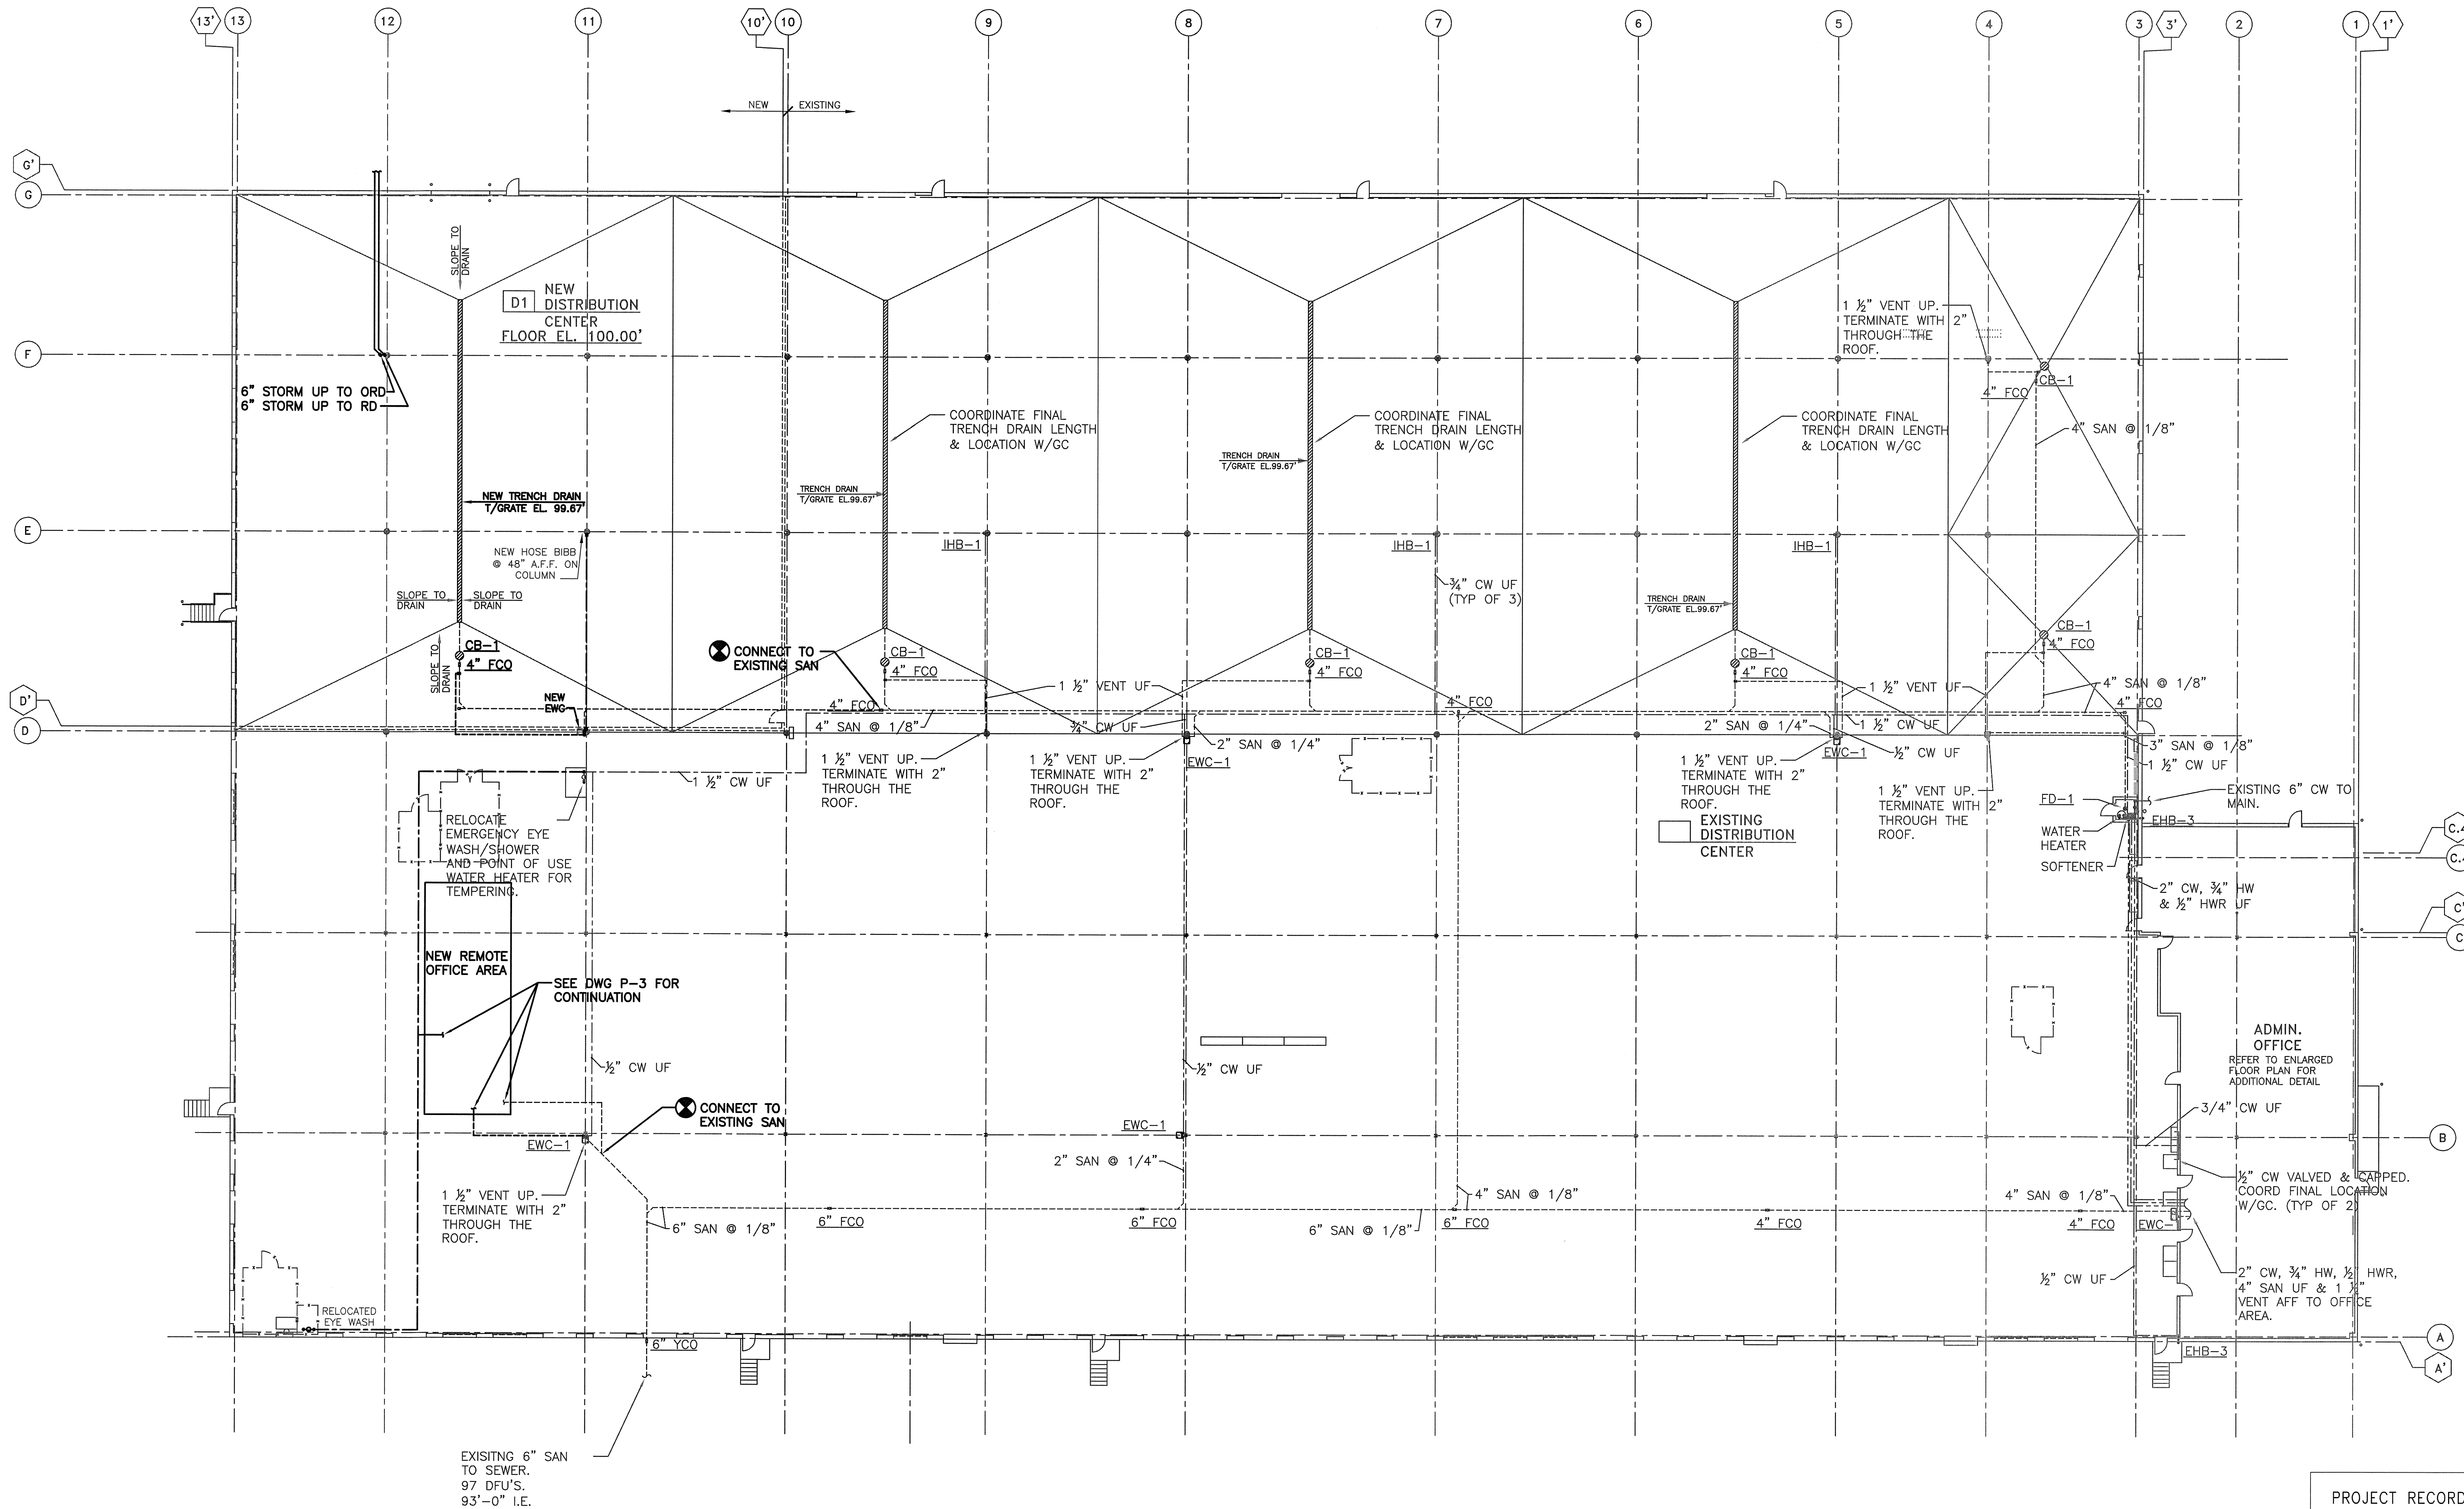 13'
13
12
11
10'
10
9
8
7
6
5
4
3
3'
2
1
1'
NEW
EXISTING
G'
G
SLOPE TO
DRAIN
D1
NEW
DISTRIBUTION
CENTER
FLOOR EL. 100.00'
1 ½" VENT UP.
TERMINATE WITH 2"
THROUGH THE
ROOF.
F
CB-1
4" FCO
6" STORM UP TO ORD
6" STORM UP TO RD
COORDINATE FINAL
TRENCH DRAIN LENGTH
& LOCATION W/GC
COORDINATE FINAL
TRENCH DRAIN LENGTH
& LOCATION W/GC
COORDINATE FINAL
TRENCH DRAIN LENGTH
& LOCATION W/GC
4" SAN @ 1/8"
TRENCH DRAIN
T/GRATE EL.99.67'
NEW TRENCH DRAIN
T/GRATE EL. 99.67'
TRENCH DRAIN
T/GRATE EL.99.67'
E
NEW HOSE BIBB
@ 48" A.F.F. ON
COLUMN
IHB-1
IHB-1
IHB-1
¾" CW UF
(TYP OF 3)
SLOPE TO
DRAIN
SLOPE TO
DRAIN
TRENCH DRAIN
T/GRATE EL.99.67'
SLOPE TO
DRAIN
CB-1
4" FCO
CONNECT TO
EXISTING SAN
CB-1
4" FCO
CB-1
4" FCO
CB-1
4" FCO
CB-1
4" FCO
D'
D
NEW
EWG
4" FCO
4" SAN @ 1/8"
1 ½" VENT UF
¾" CW UF
2" SAN @ 1/4"
4" FCO
1 ½" VENT UF
2" SAN @ 1/4"
1 ½" CW UF
½" CW UF
4" SAN @ 1/8"
4" FCO
3" SAN @ 1/8"
1 ½" CW UF
1 ½" CW UF
1 ½" VENT UP.
TERMINATE WITH 2"
THROUGH THE
ROOF.
1 ½" VENT UP.
TERMINATE WITH 2"
THROUGH THE
ROOF.
EWC-1
1 ½" VENT UP.
TERMINATE WITH 2"
THROUGH THE
ROOF.
EWC-1
1 ½" VENT UP.
TERMINATE WITH 2"
THROUGH THE
ROOF.
EXISTING 6" CW TO
MAIN.
FD-1
EHB-3
WATER
HEATER
SOFTENER
RELOCATE
EMERGENCY EYE
WASH/SHOWER
AND POINT OF USE
WATER HEATER FOR
TEMPERING.
EXISTING
DISTRIBUTION
CENTER
2" CW, ¾" HW
& ½" HWR UF
C'
NEW REMOTE
OFFICE AREA
SEE DWG P-3 FOR
CONTINUATION
½" CW UF
½" CW UF
ADMIN.
OFFICE
REFER TO ENLARGED
FLOOR PLAN FOR
ADDITIONAL DETAIL
CONNECT TO
EXISTING SAN
3/4" CW UF
EWC-1
EWC-1
B
2" SAN @ 1/4"
1 ½" VENT UP.
TERMINATE WITH 2"
THROUGH THE
ROOF.
½" CW VALVED & CAPPED.
COORD FINAL LOCATION
W/GC. (TYP OF 2)
6" SAN @ 1/8"
6" FCO
6" FCO
6" SAN @ 1/8"
4" SAN @ 1/8"
6" FCO
4" FCO
4" SAN @ 1/8"
4" FCO
EWC-
½" CW UF
2" CW, ¾" HW, ½" HWR,
4" SAN UF & 1 ½"
VENT AFF TO OFFICE
AREA.
RELOCATED
EYE WASH
6" YCO
EHB-3
A
A'
EXISITNG 6" SAN
TO SEWER.
97 DFU'S.
93'-0" I.E.
PROJECT RECORD